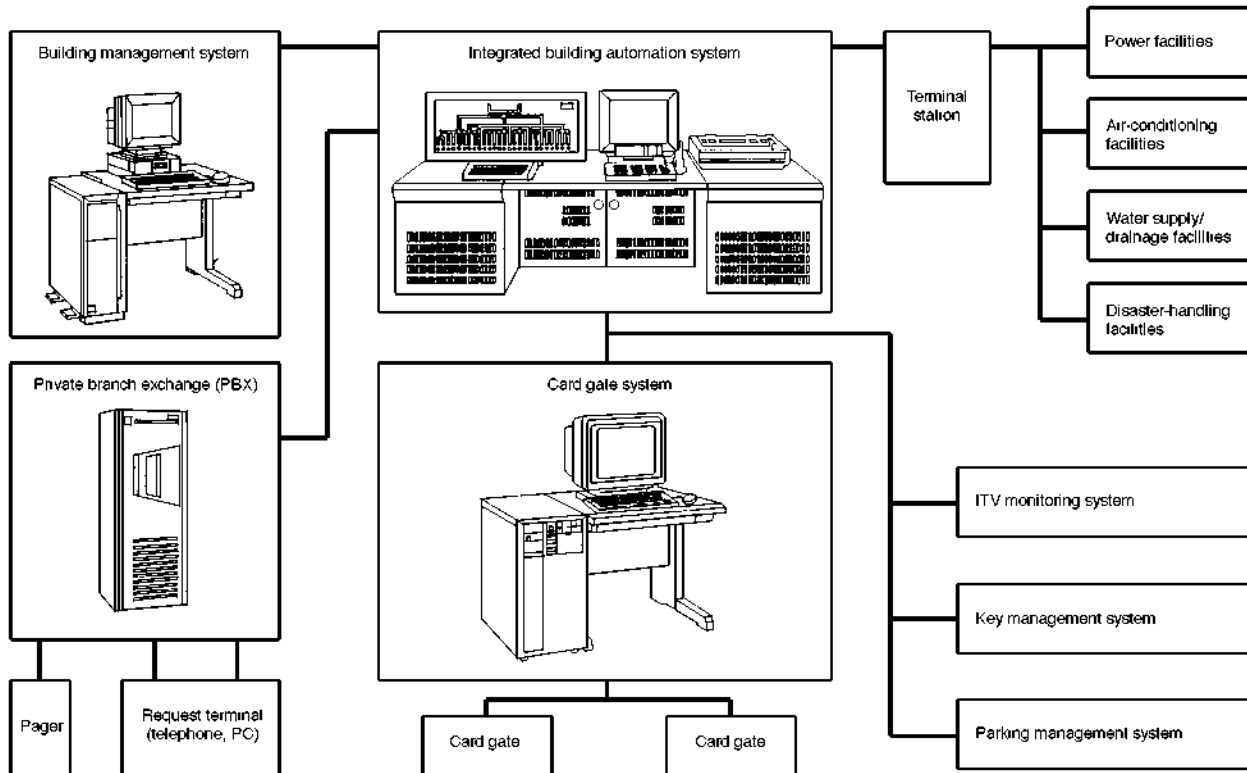 Building management system
Integrated building automation system
Terminal
station
Power facilities
Air-conditioning
facilities
Water supply/
drainage facilities
Disaster-handling
facilities
Private branch exchange (PBX)
Card gate system
ITV monitoring system
Key management system
Parking management system
Pager
Request terminal
(telephone, PC)
Card gate
Card gate